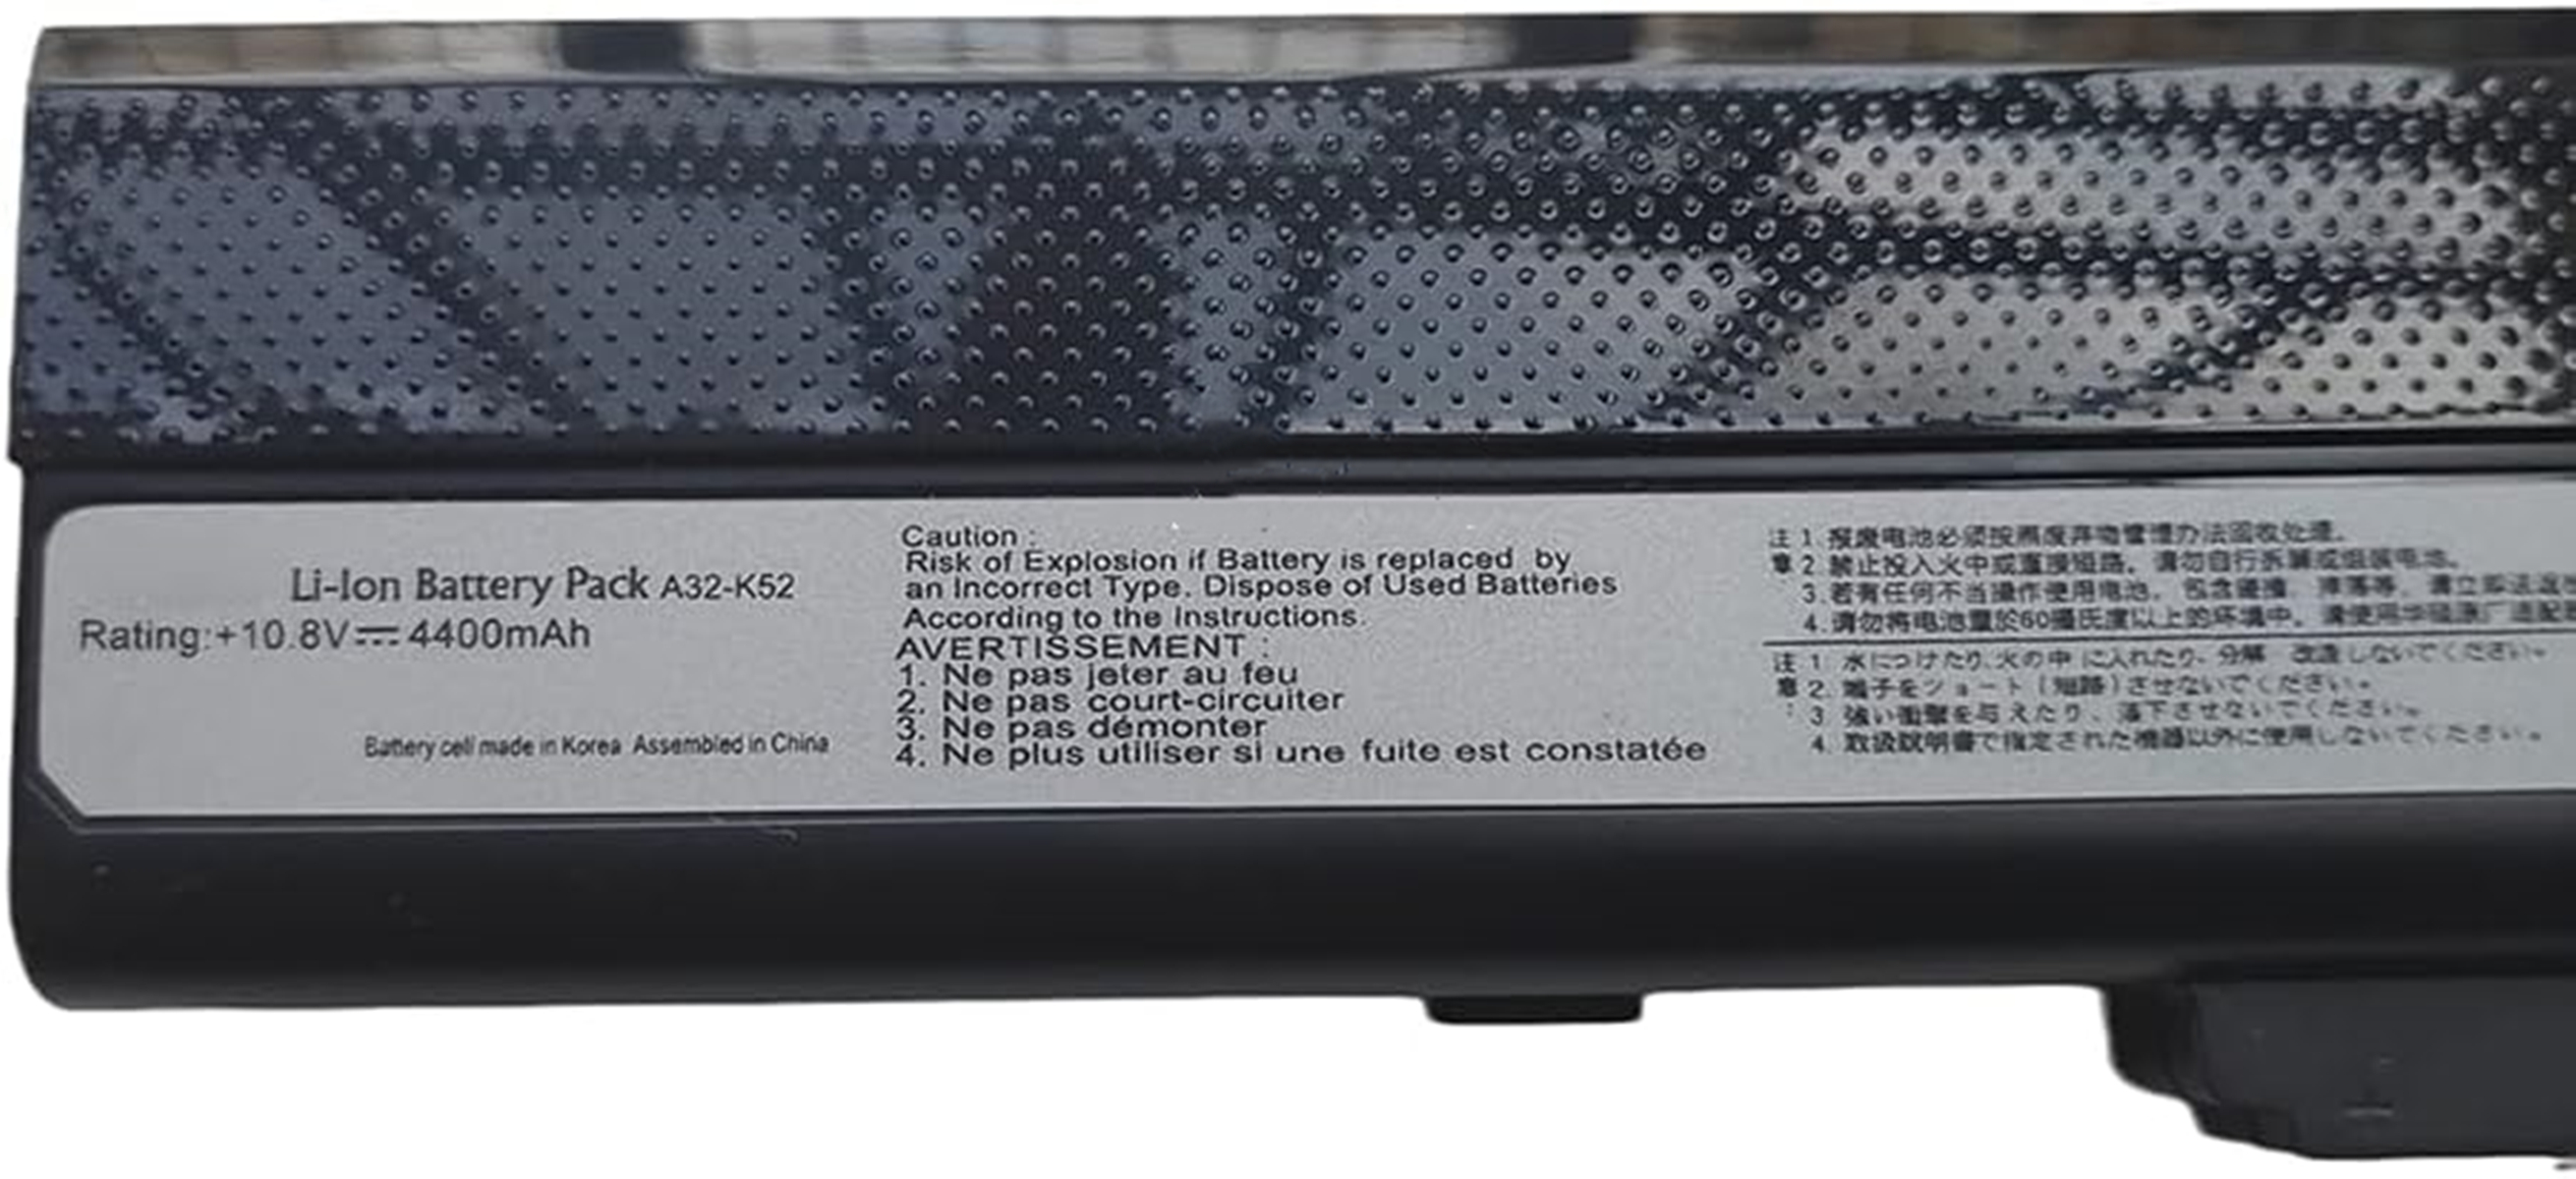 Li-Ion Battery Pack A32-K52
Rating:+10.8V⎓4400mAh
Battery cell made in Korea Assembled in China
Caution :
Risk of Explosion if Battery is replaced by
an Incorrect Type. Dispose of Used Batteries
According to the Instructions.
AVERTISSEMENT :
1. Ne pas jeter au feu
2. Ne pas court-circuiter
3. Ne pas démonter
4. Ne plus utiliser si une fuite est constatée
注 1. 报废电池必须按照废弃物管理办法回收处理。
意 2. 禁止投入火中或直接短路。请勿自行拆解或组装电池。
3. 若有任何不当操作使用电池。包含碰撞 摔落等
4. 请勿将电池置於60摄氏度以上的环境中。请使用华硕原厂适配
注 1. 水につけたり、火の中に入れたり、分解 改造しないでください。
意 2. 端子をショート(短路)させないでください。
: 3. 強い衝撃を与えたり、落下させないでください。
4. 取扱説明書で指定された機器以外に使用しないでください。